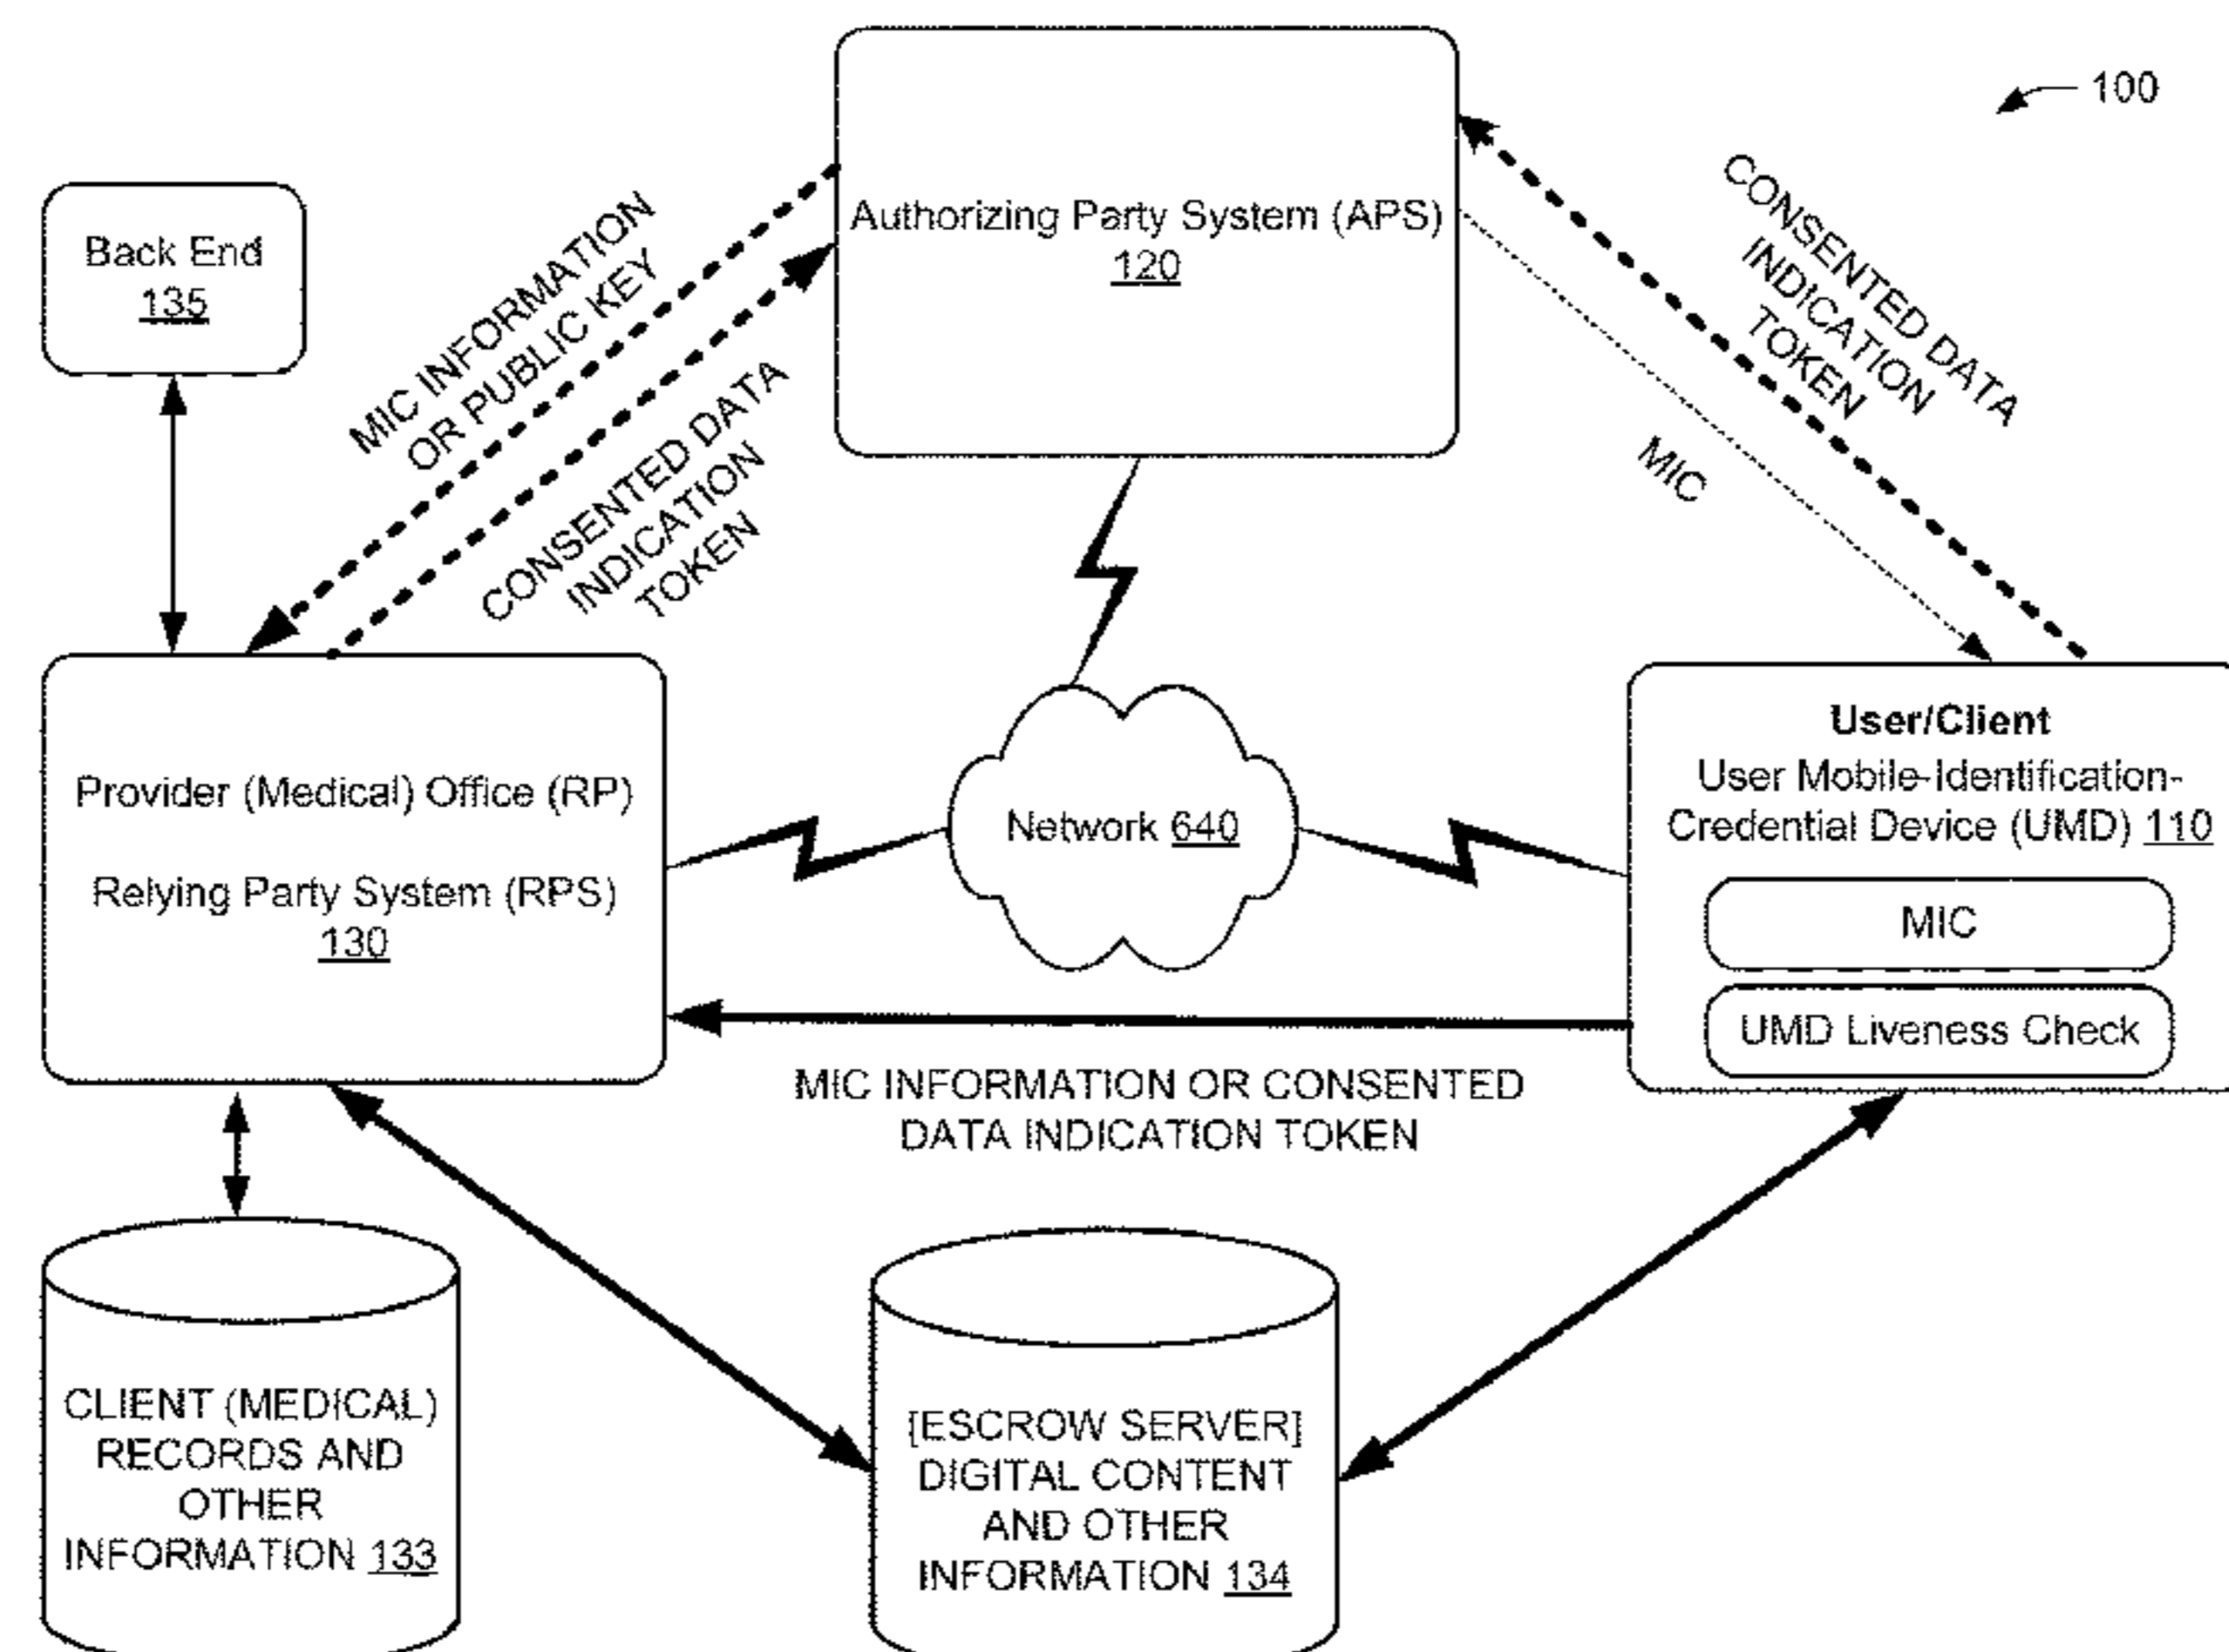 100
Authorizing Party System (APS)
120
Back End
135
MIC INFORMATION
OR PUBLIC KEY
CONSENTED DATA
INDICATION
TOKEN
CONSENTED DATA
INDICATION
TOKEN
MIC
Provider (Medical) Office (RP)
Relying Party System (RPS)
130
Network 640
User/Client
User Mobile-Identification-
Credential Device (UMD) 110
MIC
UMD Liveness Check
MIC INFORMATION OR CONSENTED
DATA INDICATION TOKEN
CLIENT (MEDICAL)
RECORDS AND
OTHER
INFORMATION 133
[ESCROW SERVER]
DIGITAL CONTENT
AND OTHER
INFORMATION 134